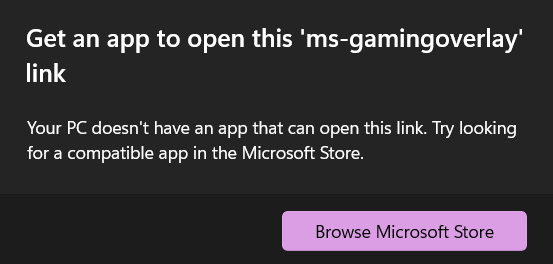 Get an app to open this 'ms-gamingoverlay'
link
Your PC doesn't have an app that can open this link. Try looking
for a compatible app in the Microsoft Store.
Browse Microsoft Store